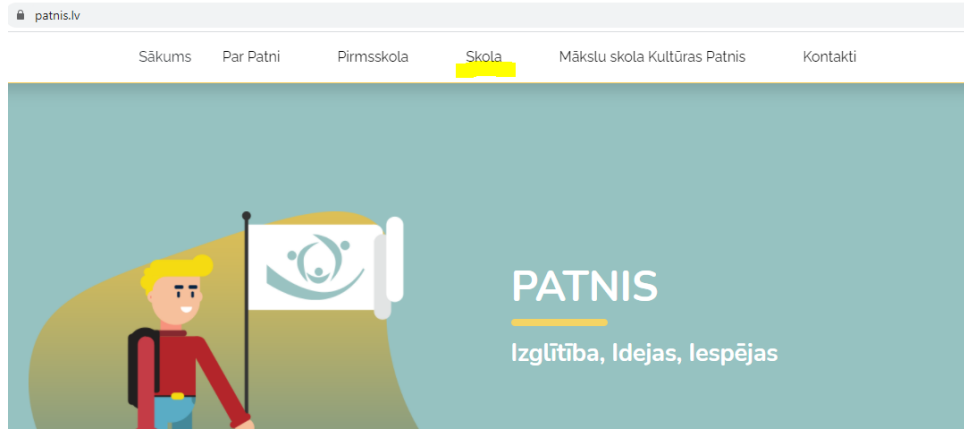 patnis.lv
Sākums Par Patni Pirmsskola Skola Mākslu skola Kultūras Patnis Kontakti
PATNIS
Izglītība, Idejas, Iespējas